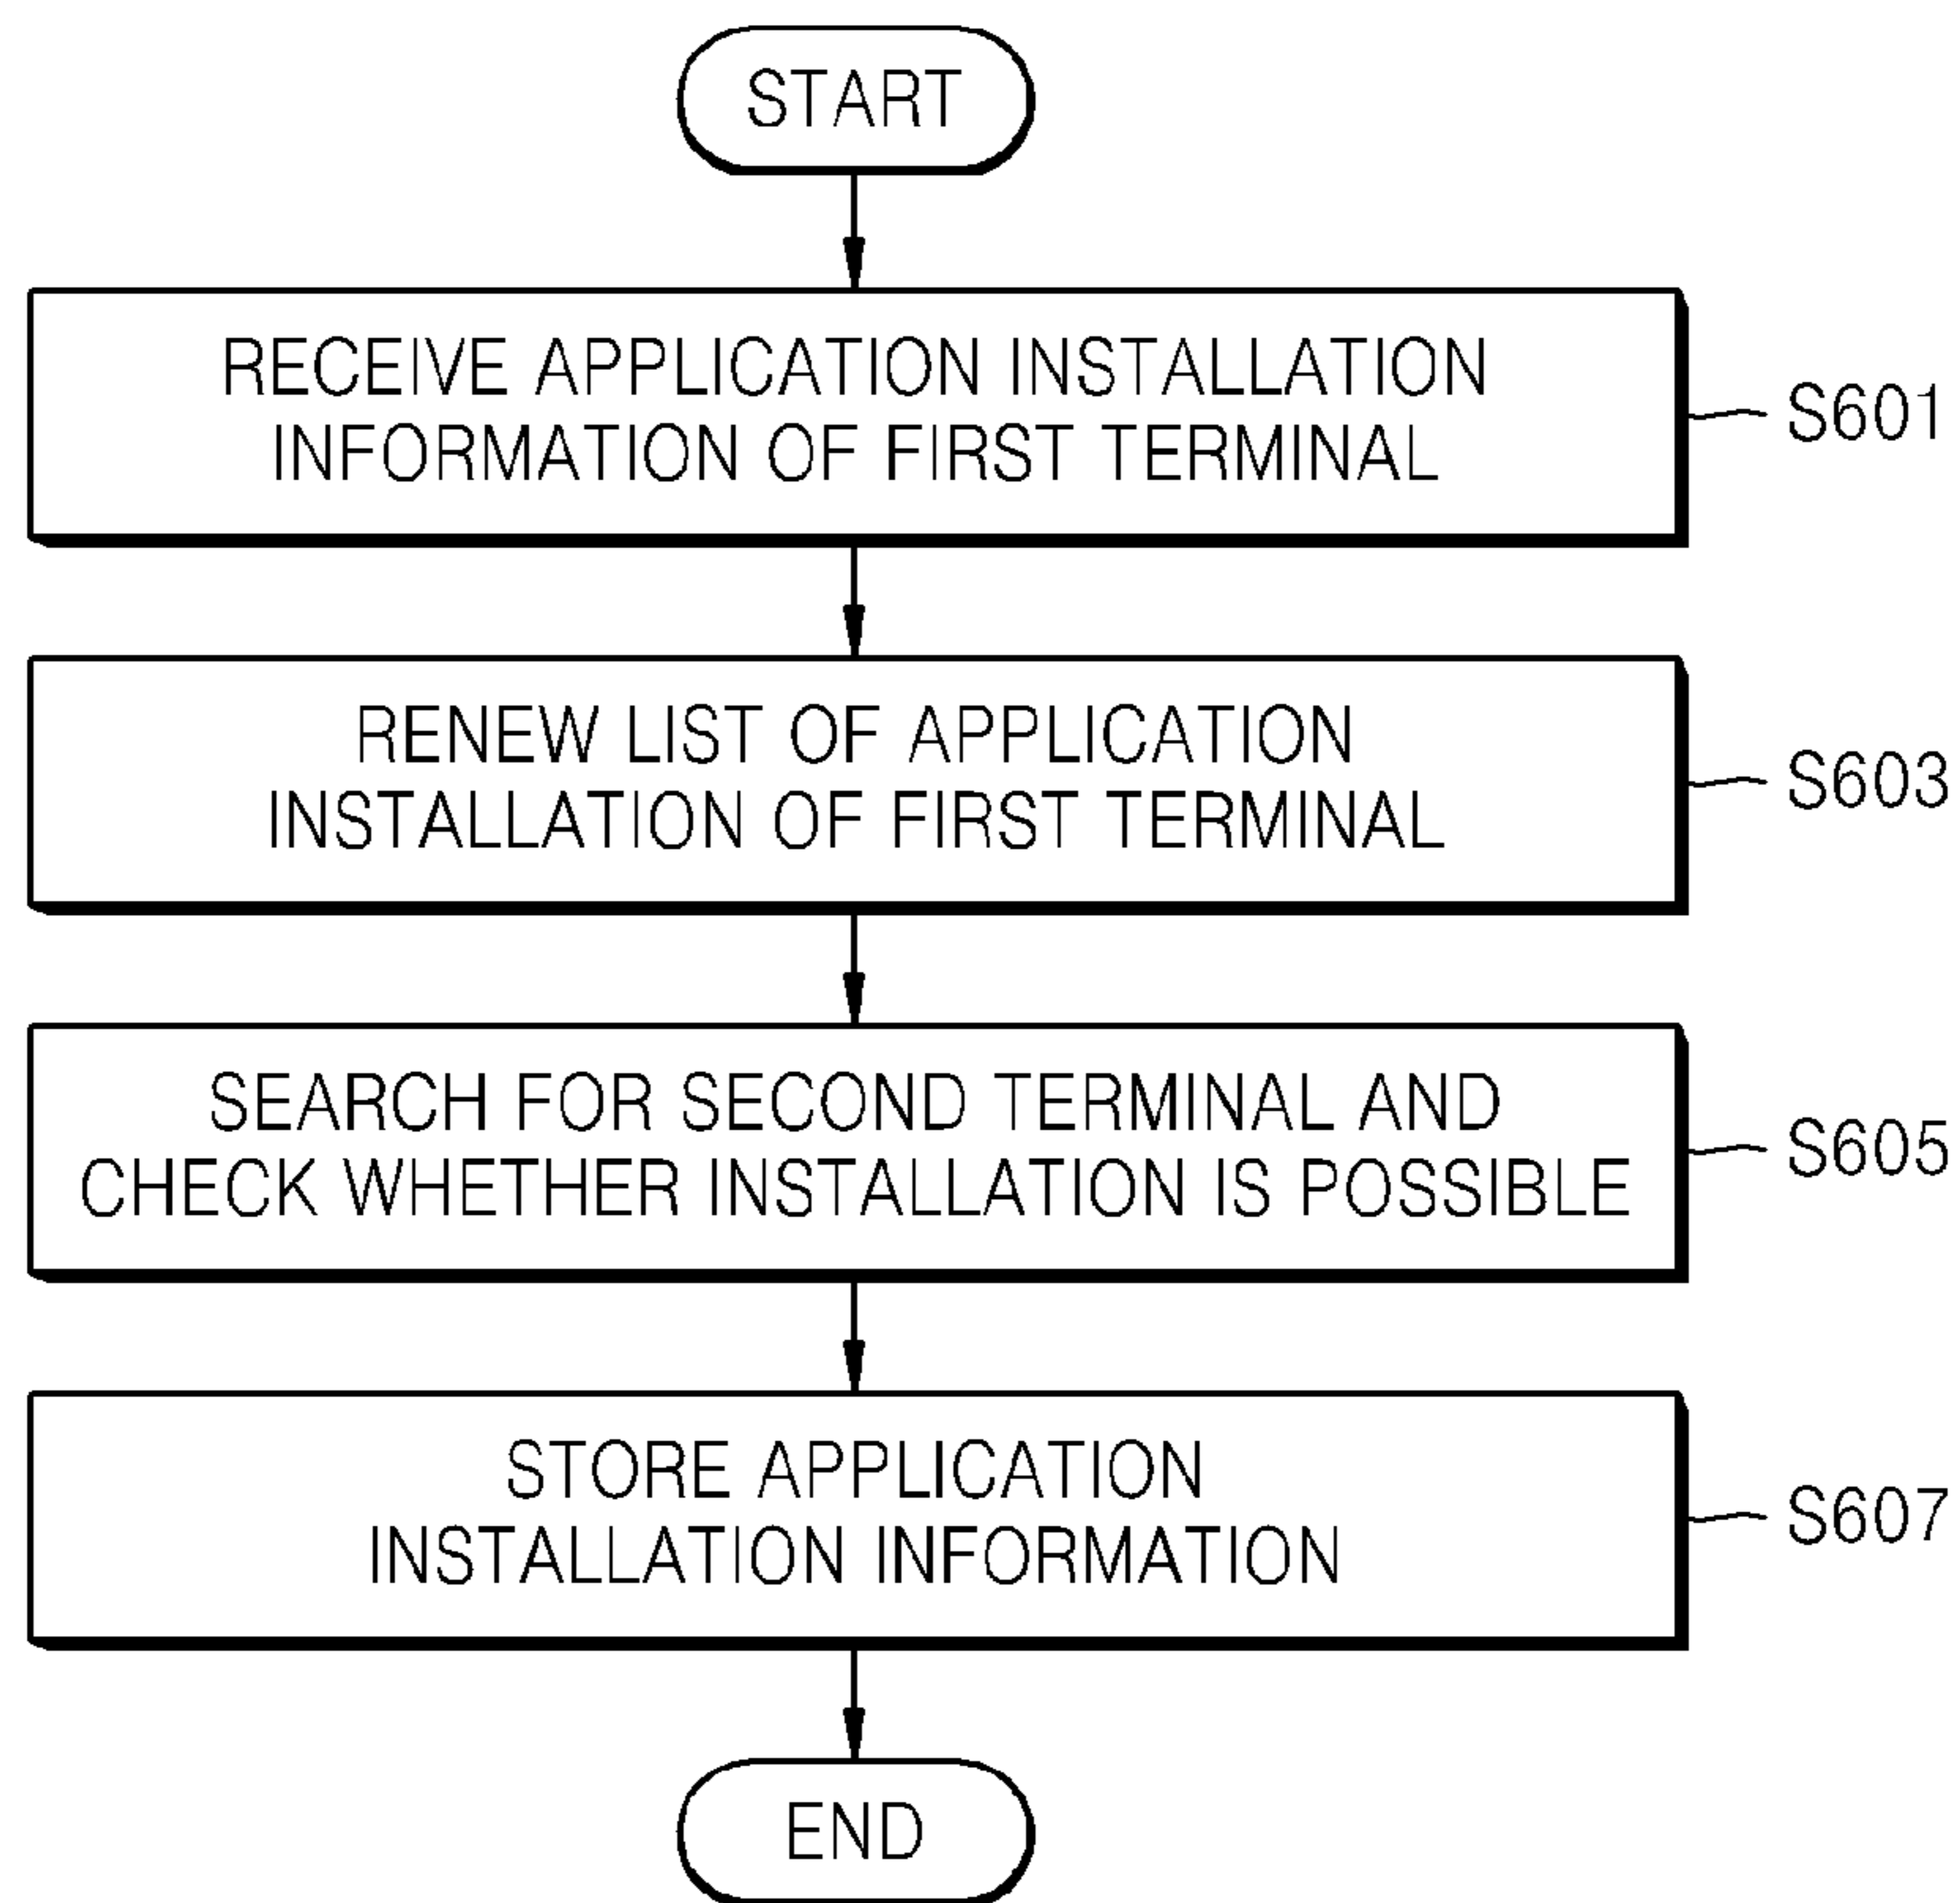 START
RECEIVE APPLICATION INSTALLATION
INFORMATION OF FIRST TERMINAL
S601
RENEW LIST OF APPLICATION
INSTALLATION OF FIRST TERMINAL
S603
SEARCH FOR SECOND TERMINAL AND
CHECK WHETHER INSTALLATION IS POSSIBLE
S605
STORE APPLICATION
INSTALLATION INFORMATION
S607
END